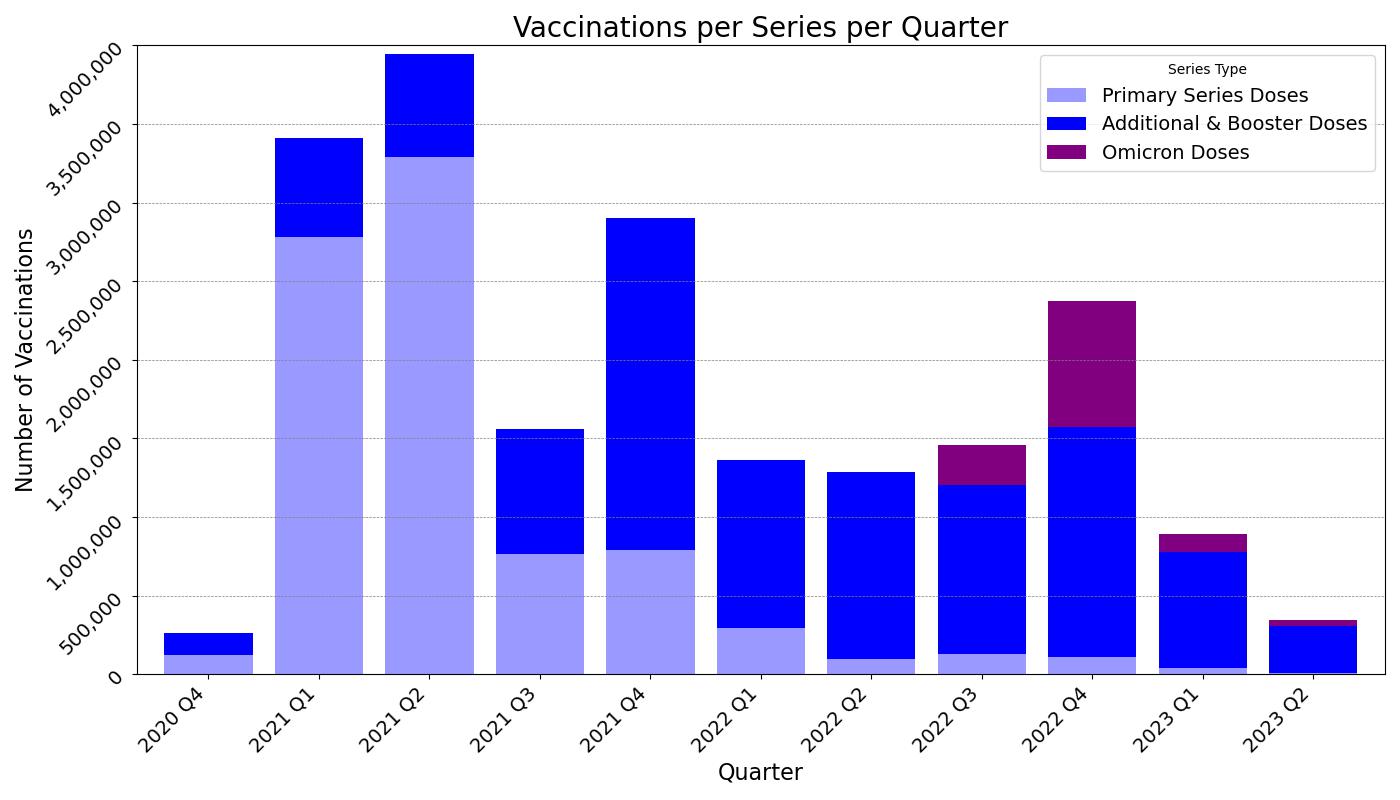 Vaccinations per Series per Quarter
Series Type
Primary Series Doses
Additional & Booster Doses
Omicron Doses
Number of Vaccinations
4,000,000
3,500,000
3,000,000
2,500,000
2,000,000
1,500,000
1,000,000
500,000
0
2020 Q4
2021 Q1
2021 Q2
2021 Q3
2021 Q4
2022 Q1
2022 Q2
2022 Q3
2022 Q4
2023 Q1
2023 Q2
Quarter